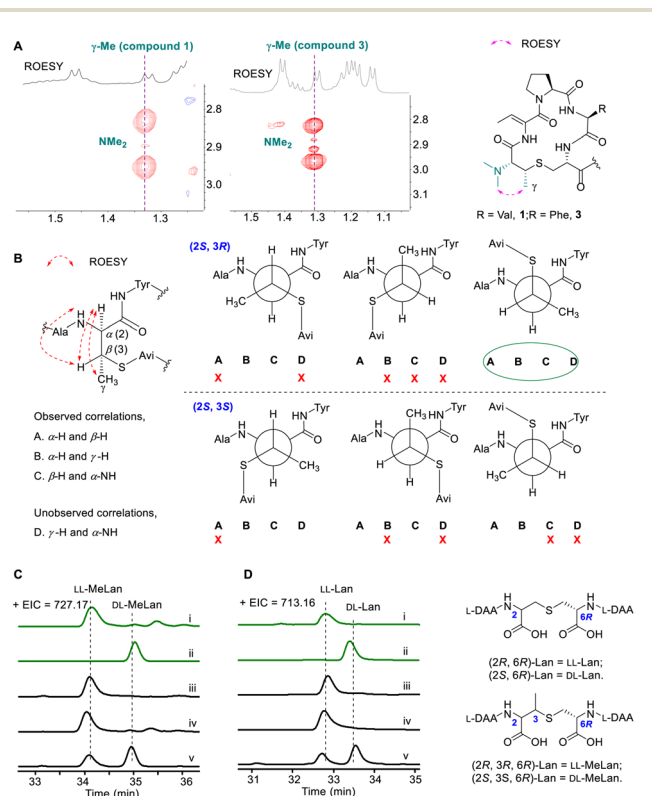 A
γ-Me (compound 1)
ROESY
NMe2
2.8
2.9
3.0
1.5
1.4
1.3
γ-Me (compound 3)
ROESY
NMe2
2.8
2.9
3.0
3.1
1.5
1.4
1.3
1.2
1.1
ROESY
N
O
HN
R
O
NH
O
O
NH
N
S
O
γ
R = Val, 1;R = Phe, 3
B
ROESY
HN
Tyr
H
N
H
O
Ala
α (2)
β (3)
H
S
Avi
CH3
γ
Observed correlations,
A. α-H and β-H
B. α-H and γ-H
C. β-H and α-NH
Unobserved correlations,
D. γ-H and α-NH
(2S, 3R)
H
HN Tyr
Ala H N
O
H3C
S
H
Avi
A B C D
X X
CH3 HN Tyr
Ala H N
O
S
H
H
Avi
A B C D
X X X
Avi
S
HN Tyr
Ala H N
O
H
CH3
H
A B C D
(2S, 3S)
H
HN Tyr
Ala H N
O
S
CH3
H
Avi
A B C D
X
CH3 HN Tyr
Ala H N
O
H
S
H
Avi
A B C D
X X
Avi
S
HN Tyr
Ala H N
O
H3C
H
H
A B C D
X X
C
LL-MeLan
+ EIC = 727.17
DL-MeLan
i
ii
iii
iv
v
33 34 35 36
Time (min)
D
LL-Lan
+ EIC = 713.16
DL-Lan
i
ii
iii
iv
v
31 32 33 34 35
Time (min)
H H
L-DAA N S N L-DAA
2 6R
O OH O OH
(2R, 6R)-Lan = LL-Lan;
(2S, 6R)-Lan = DL-Lan.
H H
L-DAA N S N L-DAA
2 3 6R
O OH O OH
(2R, 3R, 6R)-Lan = LL-MeLan;
(2S, 3S, 6R)-Lan = DL-MeLan.